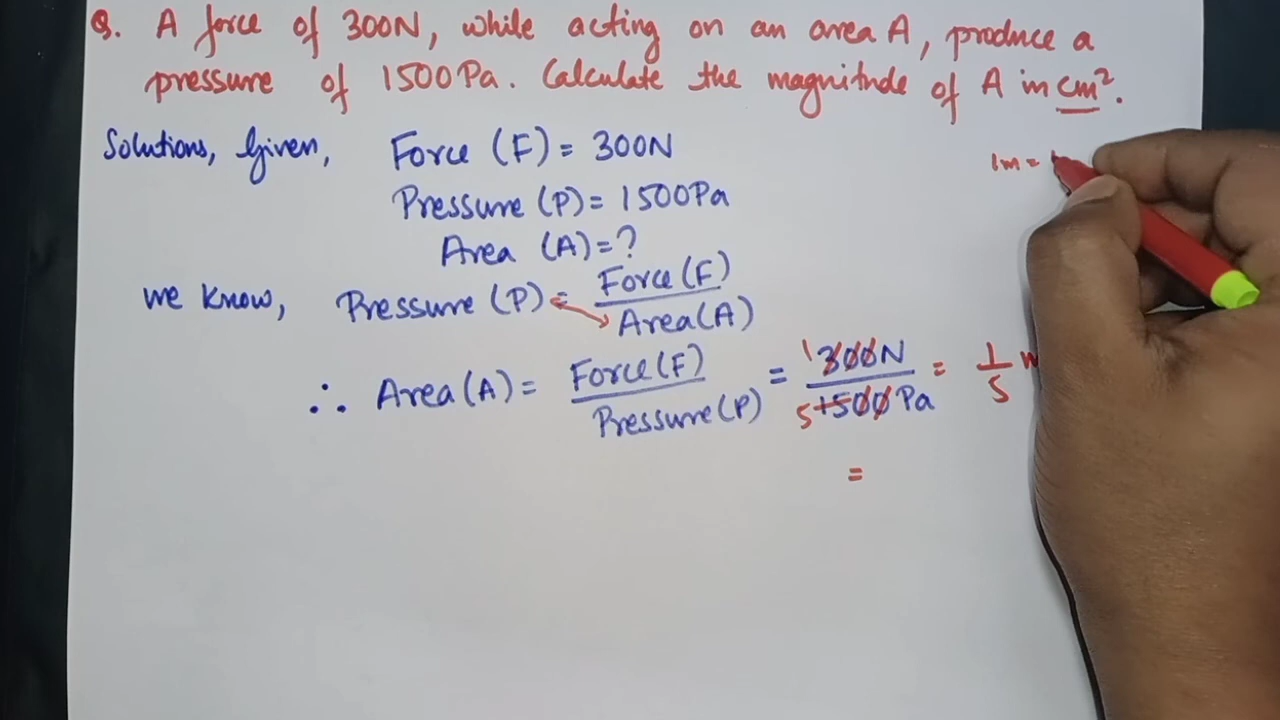 Q. A force of 300N, while acting on an area A, produce a
pressure of 1500Pa. Calculate the magnitude of A in cm².
Solutions, Given, Force (F) = 300N
1m =
Pressure (P) = 1500Pa
Area (A) = ?
we know, Pressure (P) = Force (F) / Area (A)
∴ Area (A) = Force (F) / Pressure (P) = 1 300N / 5 1500 Pa = 1/5
=